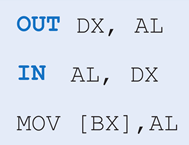 OUT DX, AL
IN AL, DX
MOV [BX],AL